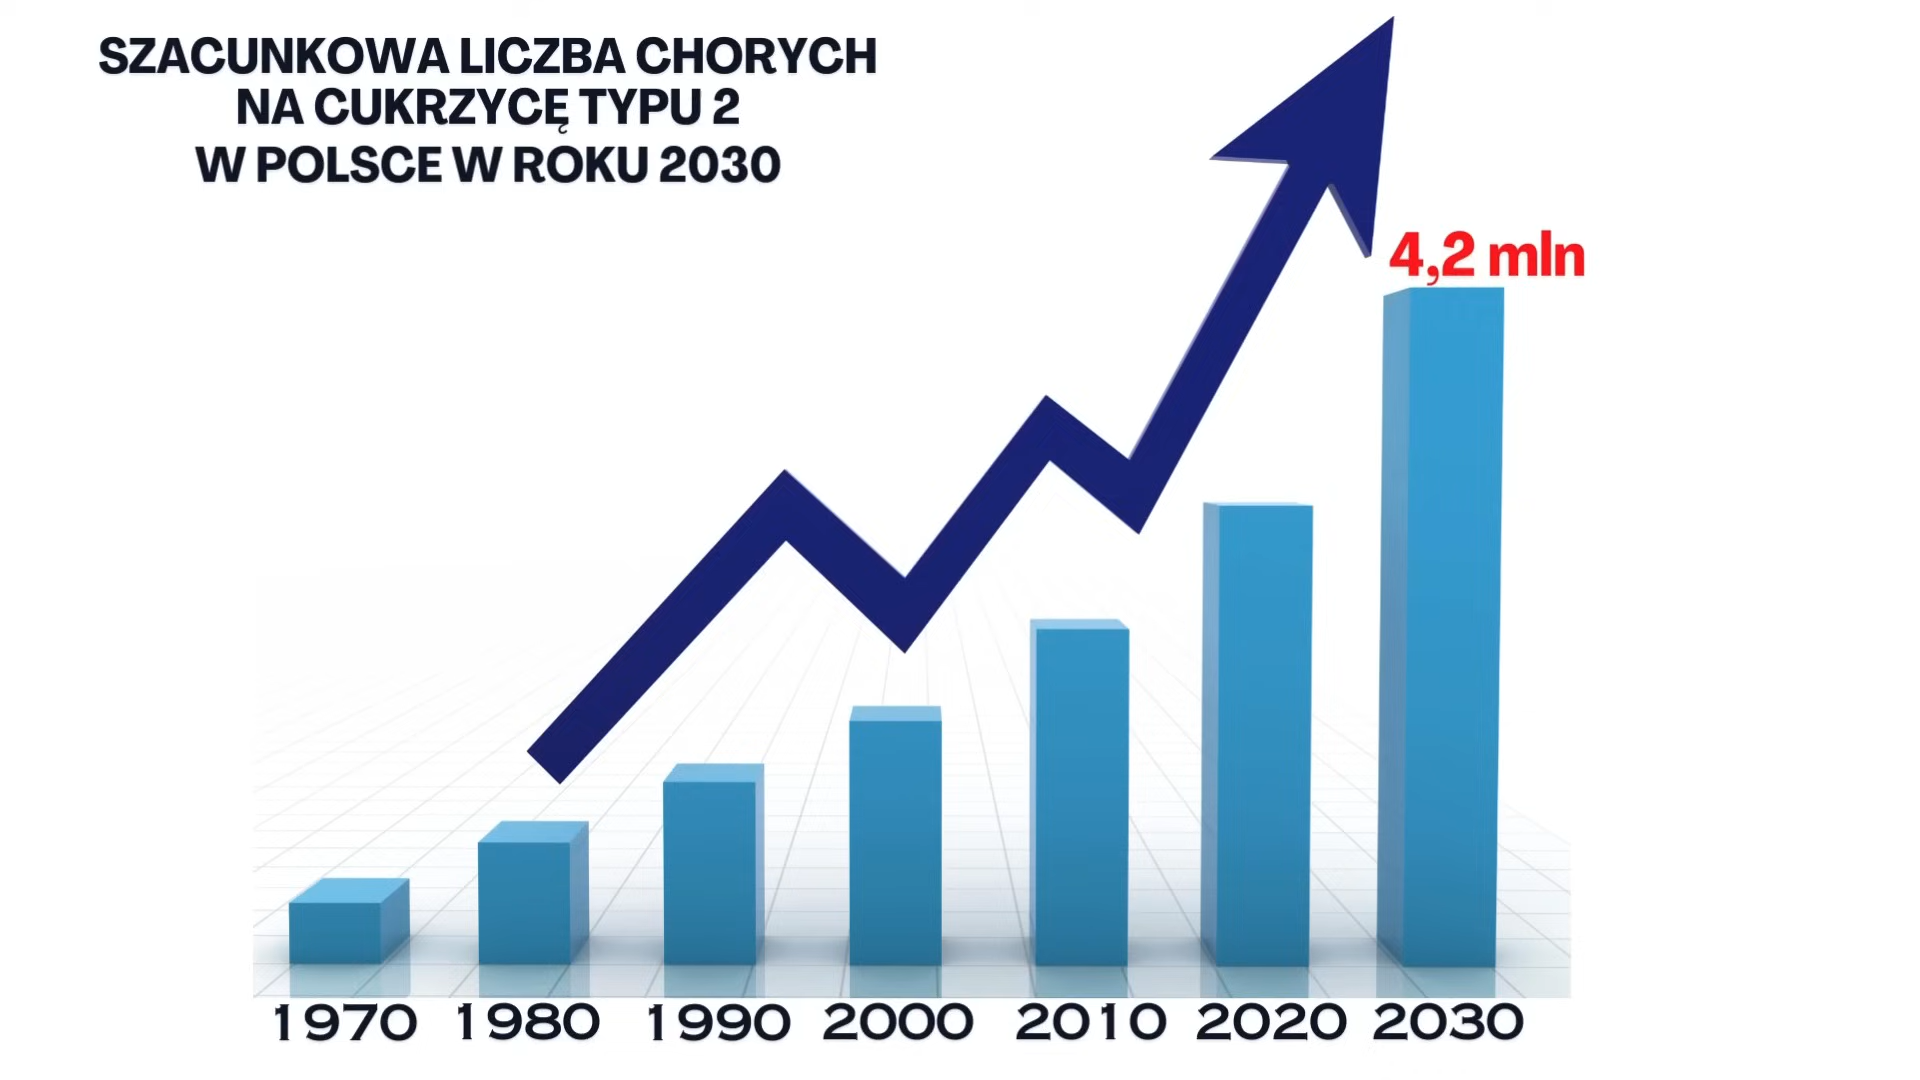 SZACUNKOWA LICZBA CHORYCH
NA CUKRZYCĘ TYPU 2
W POLSCE W ROKU 2030
4,2 mln
1970 1980 1990 2000 2010 2020 2030